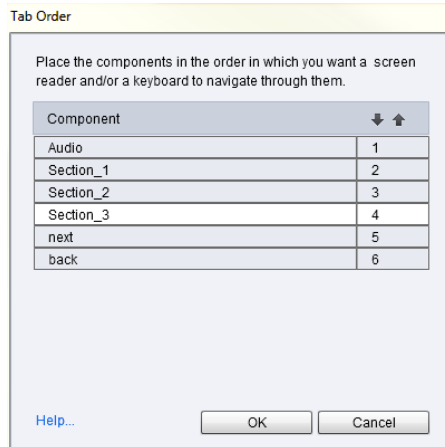 Tab Order
Place the components in the order in which you want a screen
reader and/or a keyboard to navigate through them.
Component
Audio 1
Section_1 2
Section_2 3
Section_3 4
next 5
back 6
Help... OK Cancel